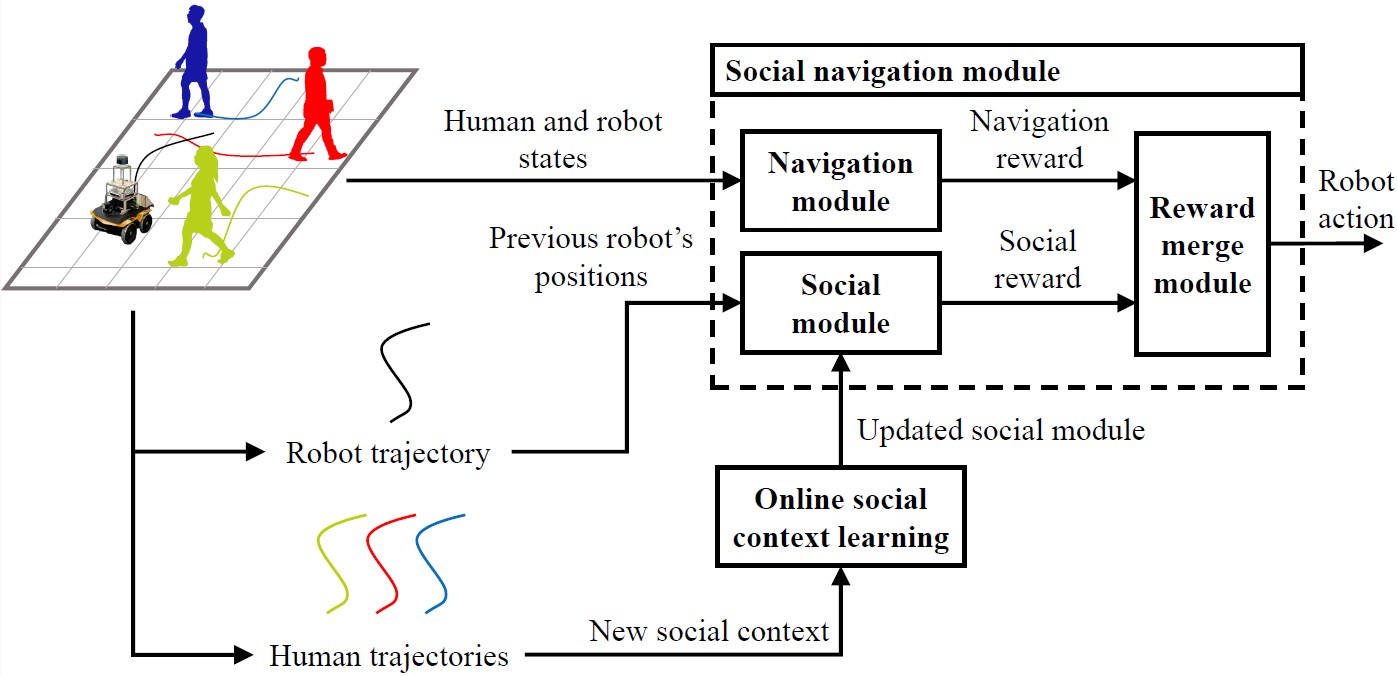 Social navigation module
Human and robot
states
Navigation
module
Navigation
reward
Reward
merge
module
Robot
action
Previous robot’s
positions
Social
module
Social
reward
Updated social module
Robot trajectory
Online social
context learning
New social context
Human trajectories